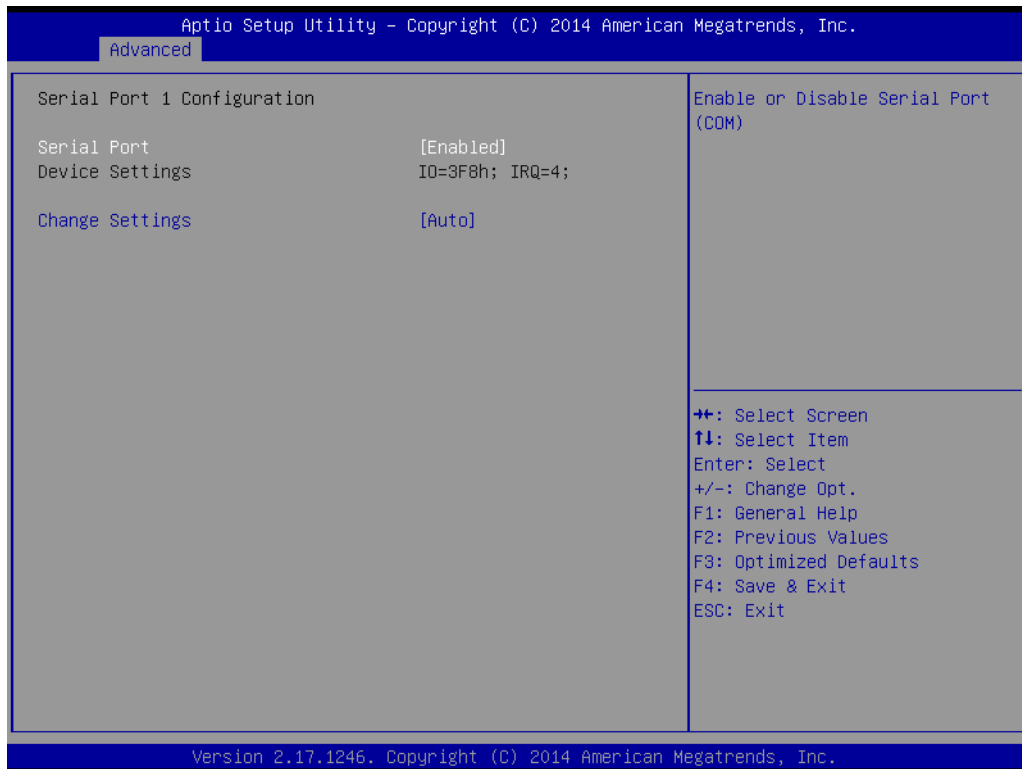 Aptio Setup Utility – Copyright (C) 2014 American Megatrends, Inc.
Advanced
Serial Port 1 Configuration
Serial Port [Enabled]
Device Settings IO=3F8h; IRQ=4;
Change Settings [Auto]
Enable or Disable Serial Port
(COM)
→←: Select Screen
↑↓: Select Item
Enter: Select
+/-: Change Opt.
F1: General Help
F2: Previous Values
F3: Optimized Defaults
F4: Save & Exit
ESC: Exit
Version 2.17.1246. Copyright (C) 2014 American Megatrends, Inc.